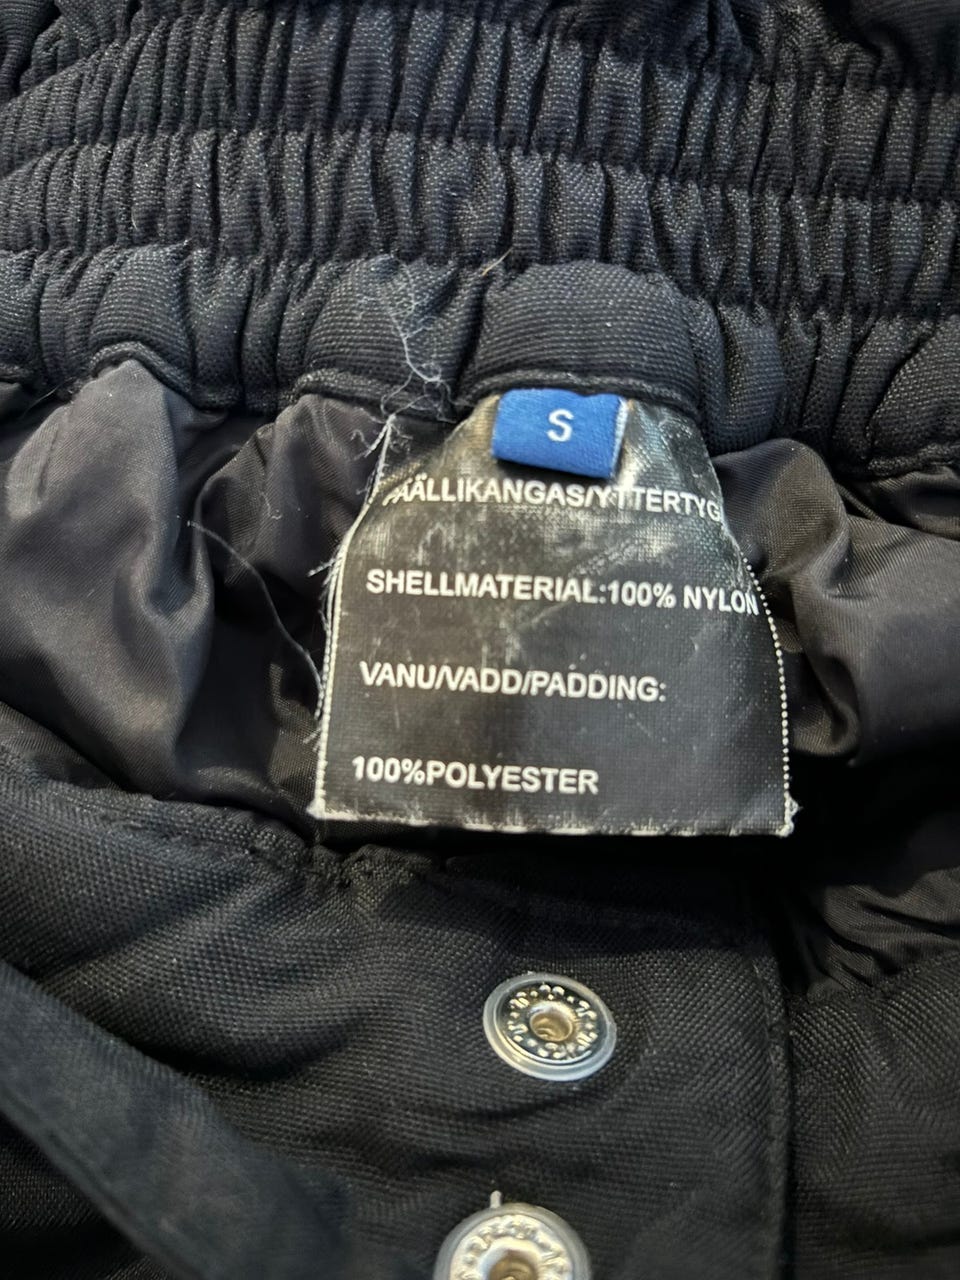 S
PÄÄLLIKANGAS/YTTERTYG
SHELLMATERIAL:100% NYLON
VANU/VADD/PADDING:
100%POLYESTER